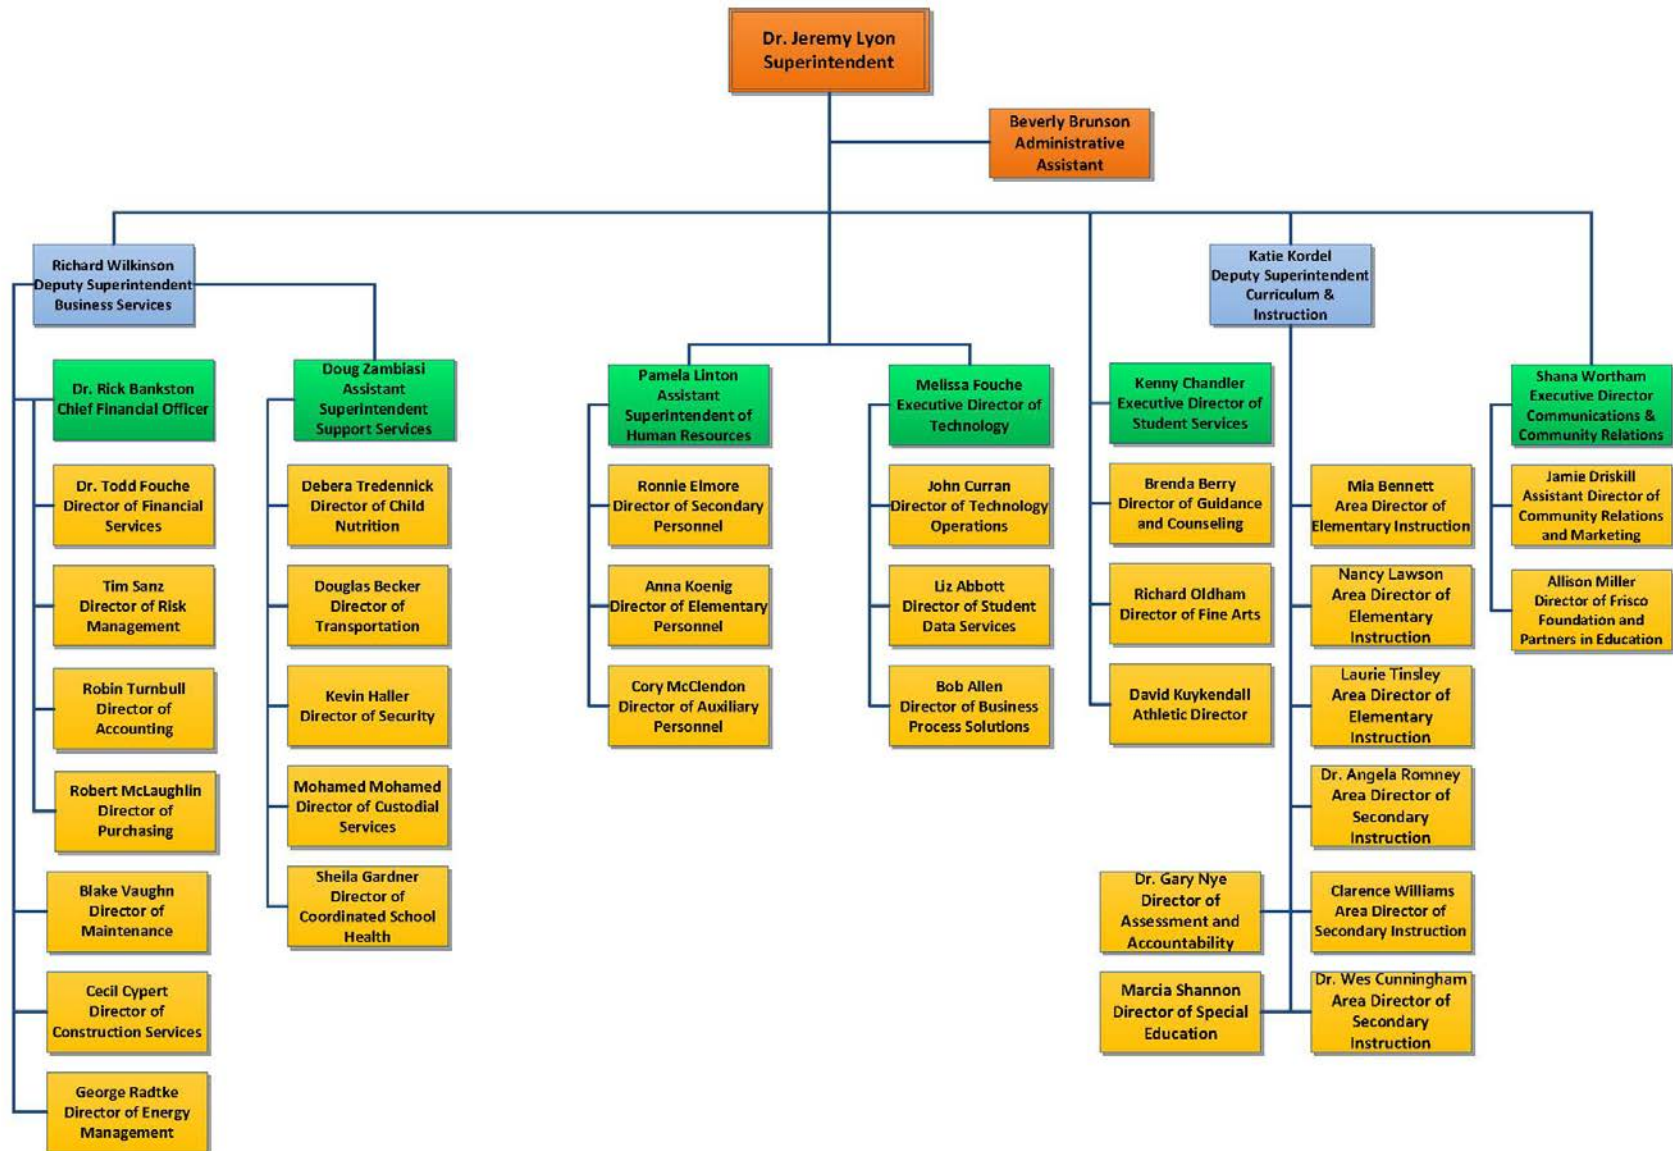 Dr. Jeremy Lyon
Superintendent
Beverly Brunson
Administrative
Assistant
Richard Wilkinson
Deputy Superintendent
Business Services
Katie Kordel
Deputy Superintendent
Curriculum &
Instruction
Dr. Rick Bankston
Chief Financial Officer
Doug Zambiasi
Assistant
Superintendent
Support Services
Pamela Linton
Assistant
Superintendent of
Human Resources
Melissa Fouche
Executive Director of
Technology
Kenny Chandler
Executive Director of
Student Services
Shana Wortham
Executive Director
Communications &
Community Relations
Dr. Todd Fouche
Director of Financial
Services
Debera Tredennick
Director of Child
Nutrition
Ronnie Elmore
Director of Secondary
Personnel
John Curran
Director of Technology
Operations
Brenda Berry
Director of Guidance
and Counseling
Mia Bennett
Area Director of
Elementary Instruction
Jamie Driskill
Assistant Director of
Community Relations
and Marketing
Tim Sanz
Director of Risk
Management
Douglas Becker
Director of
Transportation
Anna Koenig
Director of Elementary
Personnel
Liz Abbott
Director of Student
Data Services
Richard Oldham
Director of Fine Arts
Nancy Lawson
Area Director of
Elementary
Instruction
Allison Miller
Director of Frisco
Foundation and
Partners in Education
Robin Turnbull
Director of
Accounting
Kevin Haller
Director of Security
Cory McClendon
Director of Auxiliary
Personnel
Bob Allen
Director of Business
Process Solutions
David Kuykendall
Athletic Director
Laurie Tinsley
Area Director of
Elementary
Instruction
Robert McLaughlin
Director of
Purchasing
Mohamed Mohamed
Director of Custodial
Services
Dr. Angela Romney
Area Director of
Secondary
Instruction
Blake Vaughn
Director of
Maintenance
Sheila Gardner
Director of
Coordinated School
Health
Dr. Gary Nye
Director of
Assessment and
Accountability
Clarence Williams
Area Director of
Secondary Instruction
Cecil Cypert
Director of
Construction Services
Marcia Shannon
Director of Special
Education
Dr. Wes Cunningham
Area Director of
Secondary
Instruction
George Radtke
Director of Energy
Management